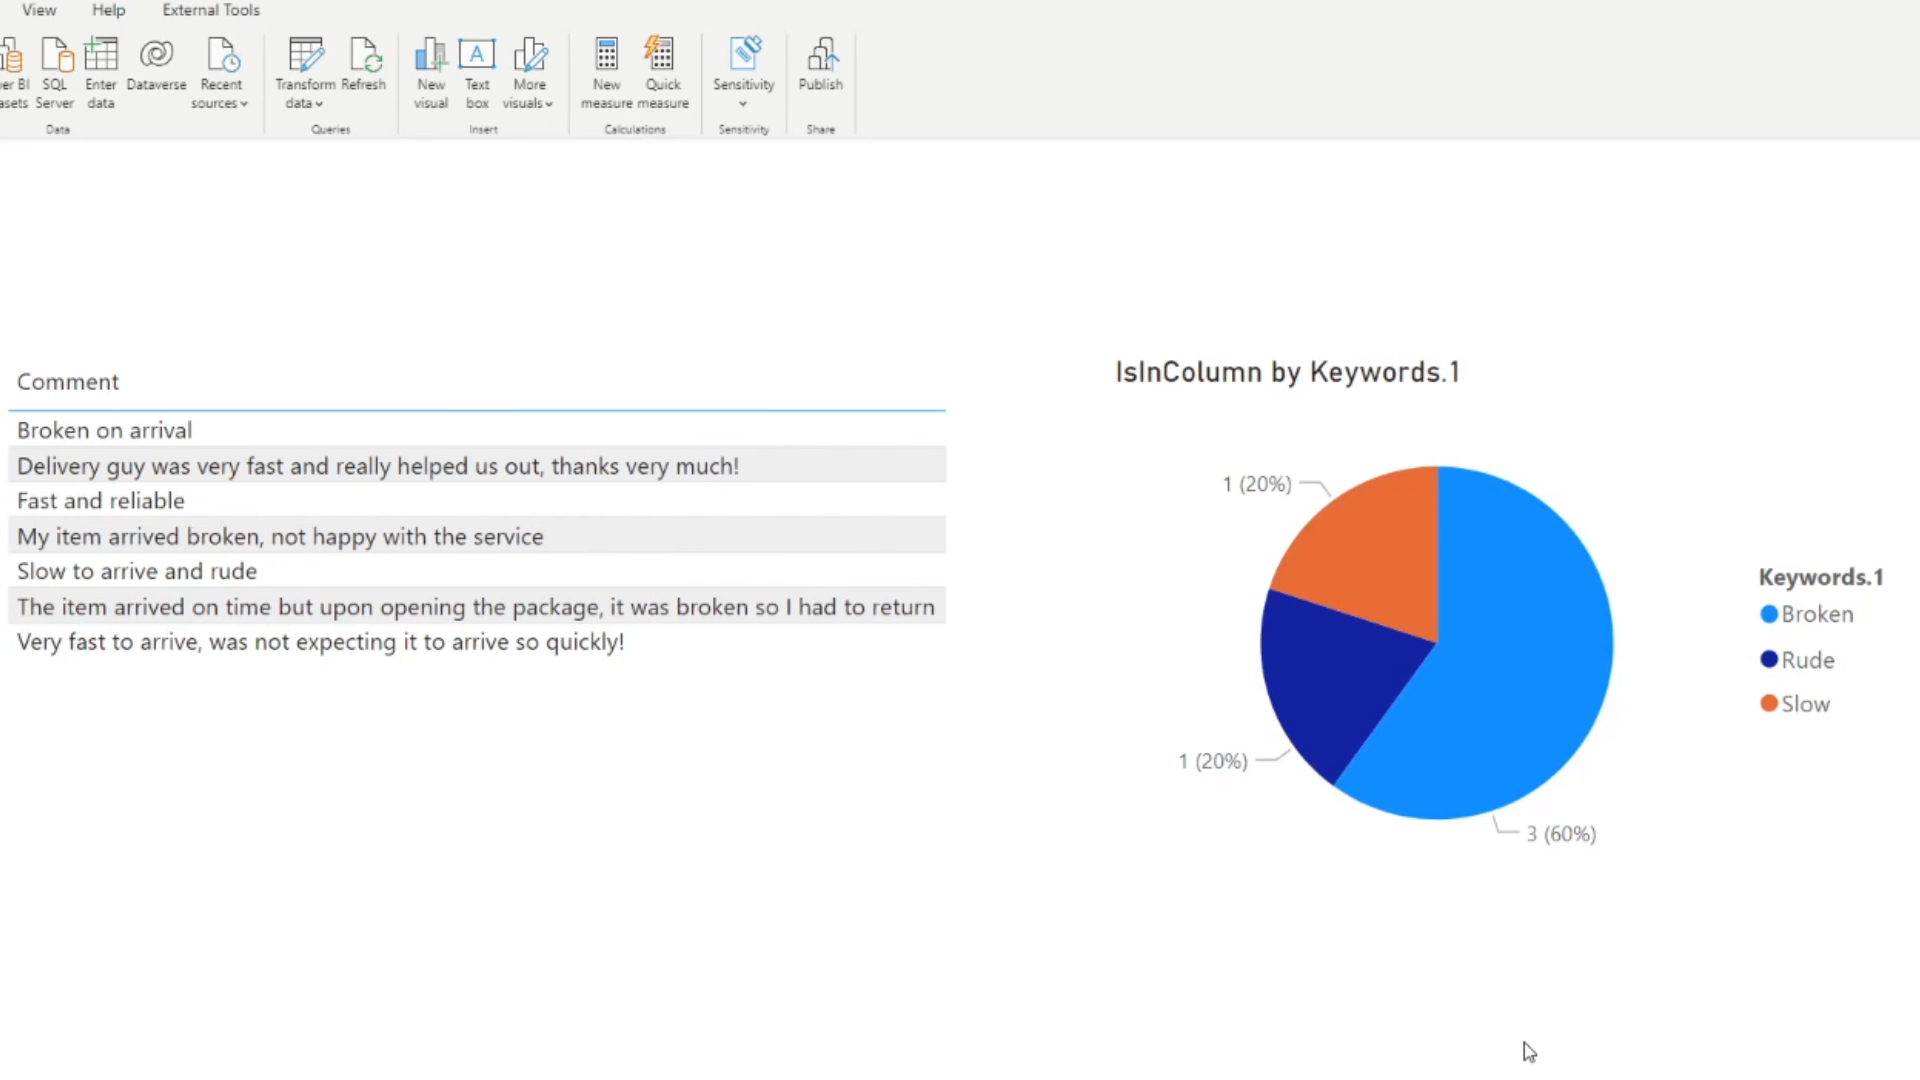 View Help External Tools
er BI SQL Enter Dataverse Recent Transform Refresh New Text More New Quick Sensitivity Publish
asets Server data sources data visual box visuals measure measure
Data Queries Insert Calculations Sensitivity Share
Comment
Broken on arrival
Delivery guy was very fast and really helped us out, thanks very much!
Fast and reliable
My item arrived broken, not happy with the service
Slow to arrive and rude
The item arrived on time but upon opening the package, it was broken so I had to return
Very fast to arrive, was not expecting it to arrive so quickly!
IsInColumn by Keywords.1
1 (20%)
1 (20%)
3 (60%)
Keywords.1
Broken
Rude
Slow